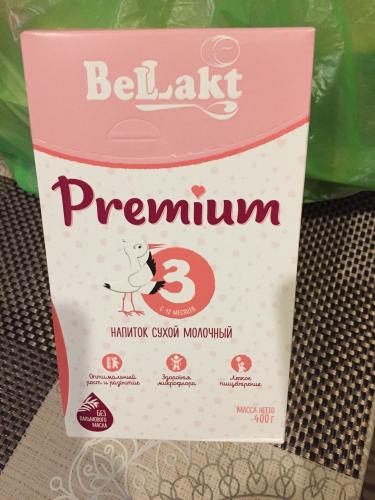 BeLLakt
Premium
3
С 12 МЕСЯЦЕВ
НАПИТОК СУХОЙ МОЛОЧНЫЙ
Оптимальный
рост и развитие
Здоровая
микрофлора
Легкое
пищеварение
БЕЗ
ПАЛЬМОВОГО
МАСЛА
МАССА НЕТТО
400 г